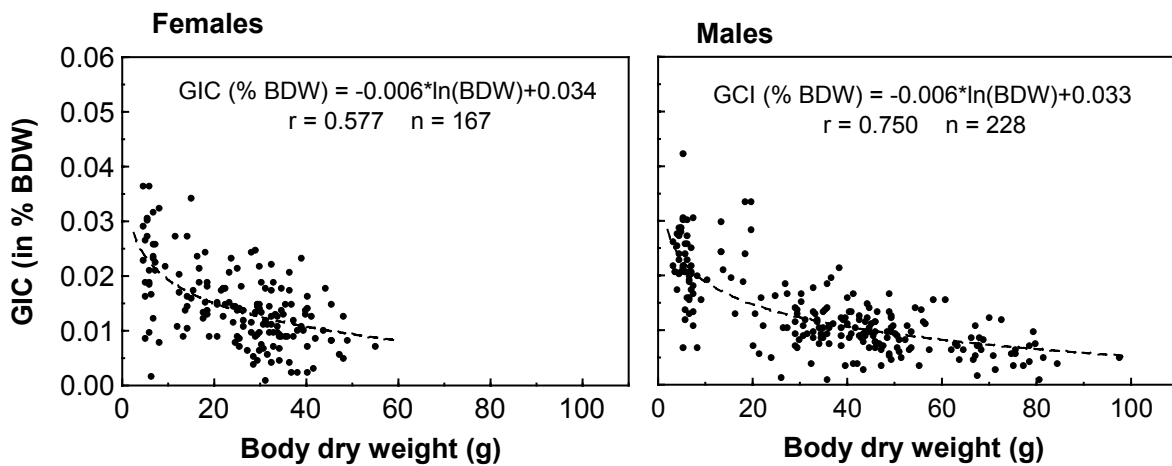 Females
Males
GIC (in % BDW)
0.06
0.05
0.04
0.03
0.02
0.01
0.00
GIC (% BDW) = -0.006*ln(BDW)+0.034
r = 0.577 n = 167
GCI (% BDW) = -0.006*ln(BDW)+0.033
r = 0.750 n = 228
0 20 40 60 80 100
0 20 40 60 80 100
Body dry weight (g)
Body dry weight (g)